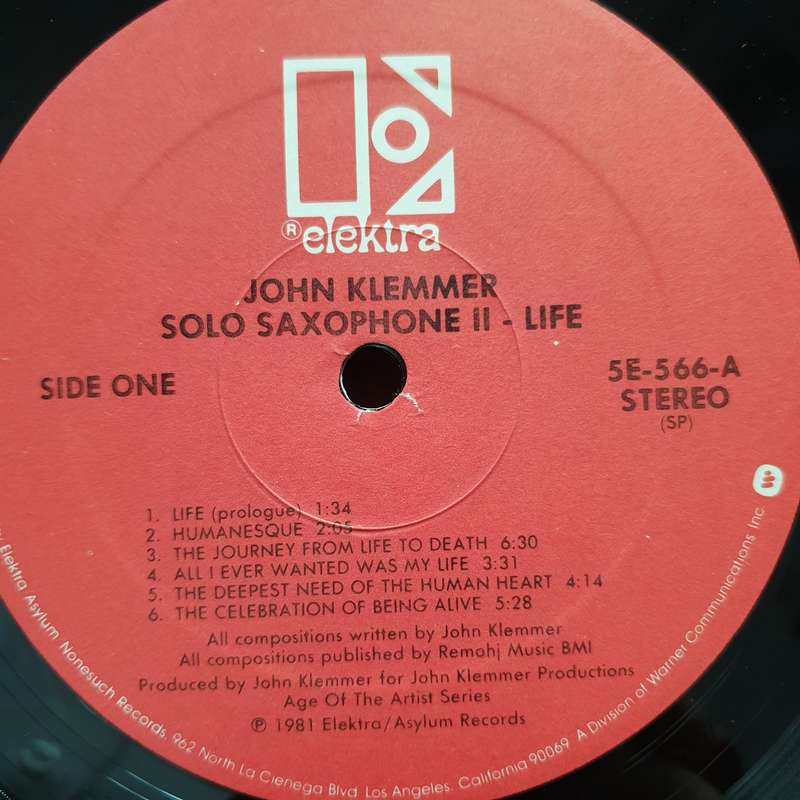 ® elektra
JOHN KLEMMER
SOLO SAXOPHONE II - LIFE
SIDE ONE
5E-566-A
STEREO
(SP)
1. LIFE (prologue) 1:34
2. HUMANESQUE 2:05
3. THE JOURNEY FROM LIFE TO DEATH 6:30
4. ALL I EVER WANTED WAS MY LIFE 3:31
5. THE DEEPEST NEED OF THE HUMAN HEART 4:14
6. THE CELEBRATION OF BEING ALIVE 5:28
All compositions written by John Klemmer
All compositions published by Remohj Music BMI
Produced by John Klemmer for John Klemmer Productions
Age Of The Artist Series
℗ 1981 Elektra/Asylum Records
Elektra Asylum Nonesuch Records, 962 North La Cienega Blvd. Los Angeles, California 90069 A Division of Warner Communications Inc